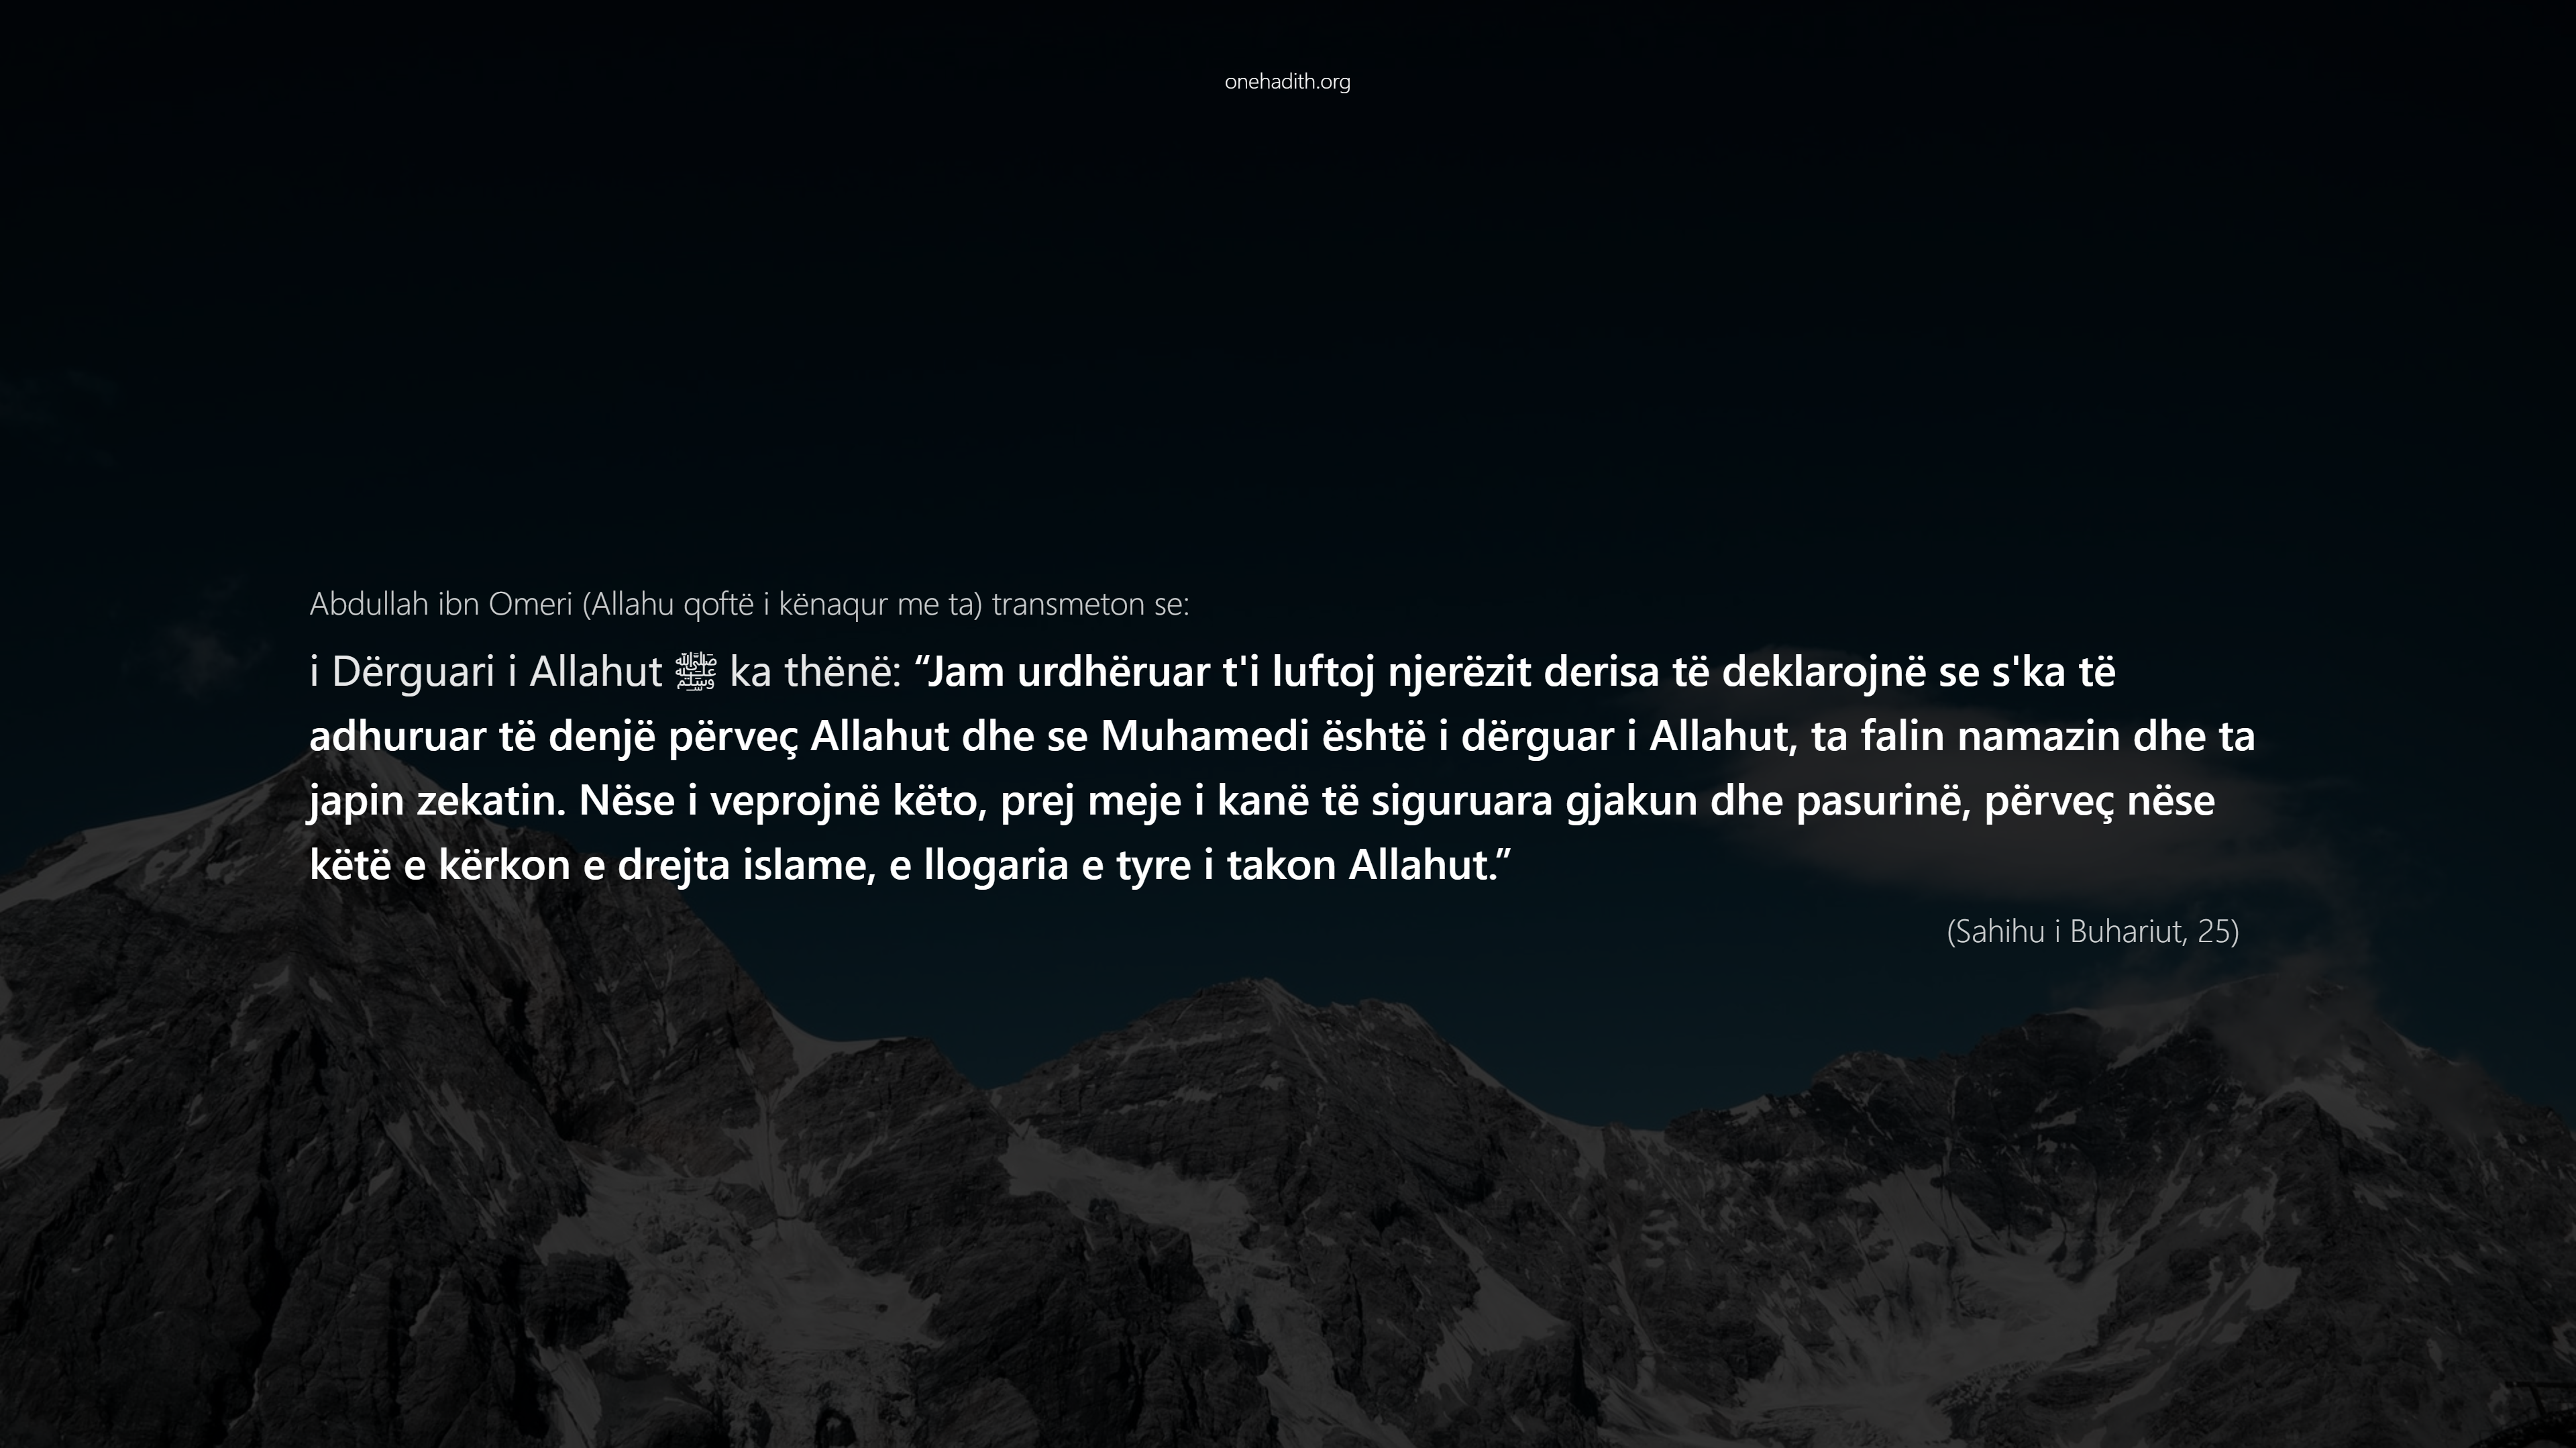 onehadith.org
Abdullah ibn Omeri (Allahu qoftë i kënaqur me ta) transmeton se:
i Dërguari i Allahut ﷺ ka thënë: “Jam urdhëruar t'i luftoj njerëzit derisa të deklarojnë se s'ka të
adhuruar të denjë përveç Allahut dhe se Muhamedi është i dërguar i Allahut, ta falin namazin dhe ta
japin zekatin. Nëse i veprojnë këto, prej meje i kanë të siguruara gjakun dhe pasurinë, përveç nëse
këtë e kërkon e drejta islame, e llogaria e tyre i takon Allahut.”
(Sahihu i Buhariut, 25)